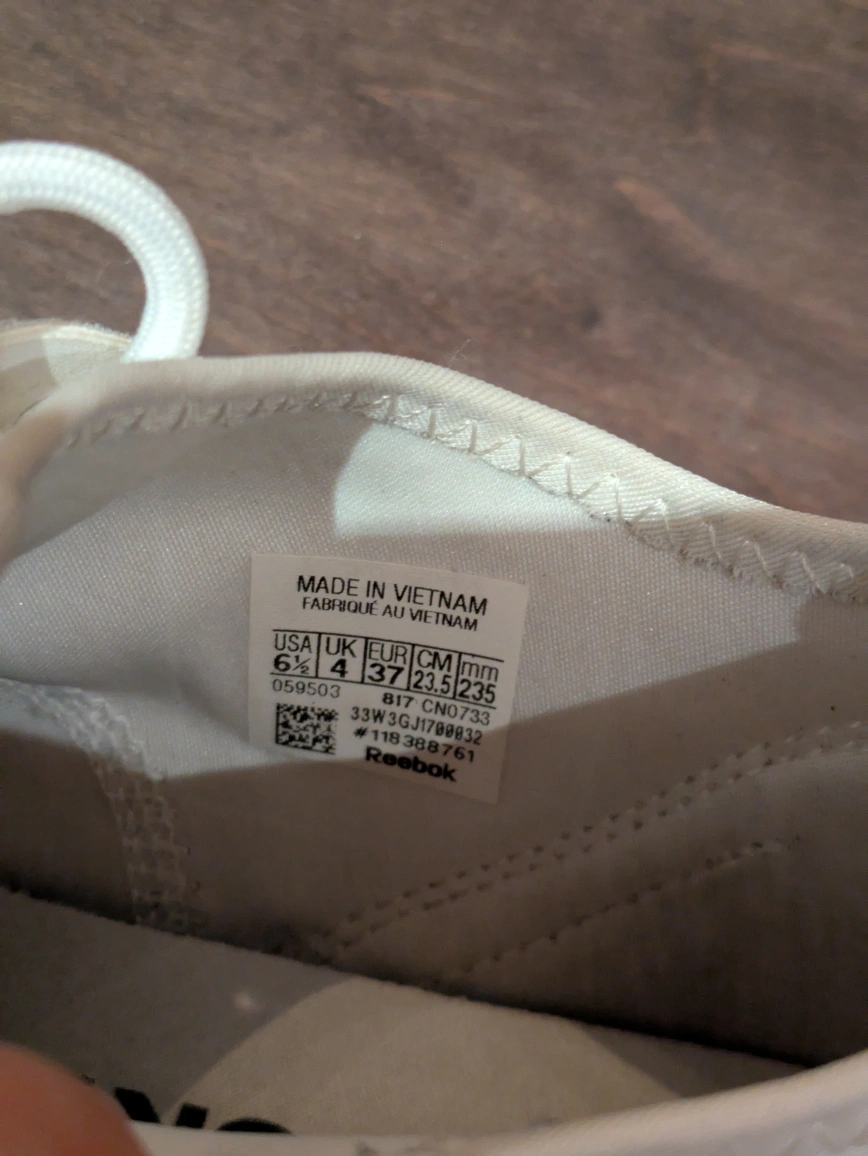 MADE IN VIETNAM
FABRIQUÉ AU VIETNAM
USA UK EUR CM mm
6½ 4 37 23.5 235
059503 817 CN0733
33W3GJ1700032
#118388761
Reebok